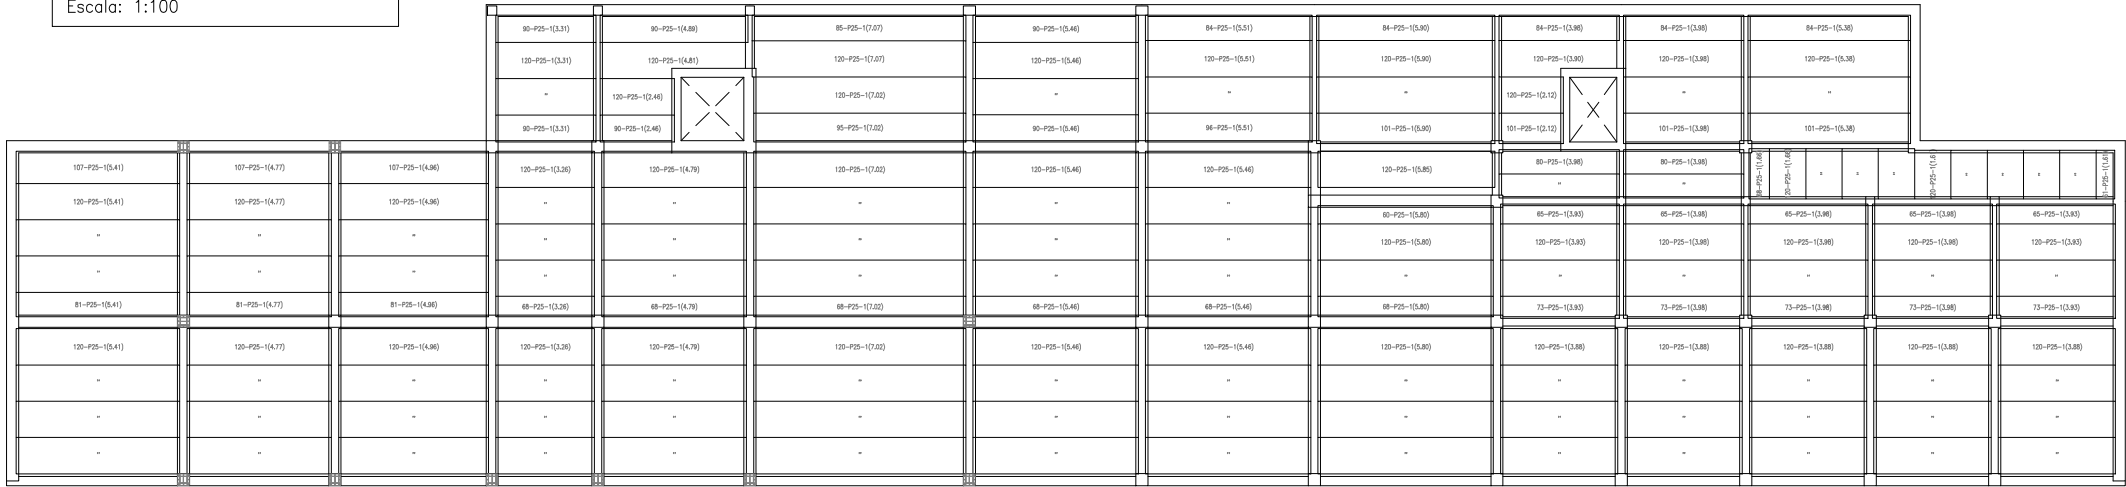 Escala: 1:100
90-P25-1(3.31) 90-P25-1(4.89) 85-P25-1(7.07) 90-P25-1(5.46) 84-P25-1(5.51) 84-P25-1(5.90) 84-P25-1(3.98) 84-P25-1(3.98) 84-P25-1(5.38)
120-P25-1(3.31) 120-P25-1(4.81) 120-P25-1(7.07) 120-P25-1(5.46) 120-P25-1(5.51) 120-P25-1(5.90) 120-P25-1(3.90) 120-P25-1(3.98) 120-P25-1(5.38)
" 120-P25-1(2.46) 120-P25-1(7.02) " " " 120-P25-1(2.12) " "
90-P25-1(3.31) 90-P25-1(2.46) 95-P25-1(7.02) 90-P25-1(5.46) 96-P25-1(5.51) 101-P25-1(5.90) 101-P25-1(2.12) 101-P25-1(3.98) 101-P25-1(5.38)
107-P25-1(5.41) 107-P25-1(4.77) 107-P25-1(4.96) 120-P25-1(3.26) 120-P25-1(4.79) 120-P25-1(7.02) 120-P25-1(5.46) 120-P25-1(5.46) 120-P25-1(5.85) 80-P25-1(3.98) 80-P25-1(3.98) " " " " " " "
" "
120-P25-1(5.41) 120-P25-1(4.77) 120-P25-1(4.96) " " " " "
60-P25-1(5.80) 65-P25-1(3.93) 65-P25-1(3.98) 65-P25-1(3.98) 65-P25-1(3.98) 65-P25-1(3.93)
" " " " " " " " 120-P25-1(5.80) 120-P25-1(3.93) 120-P25-1(3.98) 120-P25-1(3.98) 120-P25-1(3.98) 120-P25-1(3.93)
" " " " " " " " " " " " " "
81-P25-1(5.41) 81-P25-1(4.77) 81-P25-1(4.96) 68-P25-1(3.26) 68-P25-1(4.79) 68-P25-1(7.02) 68-P25-1(5.46) 68-P25-1(5.46) 68-P25-1(5.80) 73-P25-1(3.93) 73-P25-1(3.98) 73-P25-1(3.98) 73-P25-1(3.98) 73-P25-1(3.93)
120-P25-1(5.41) 120-P25-1(4.77) 120-P25-1(4.96) 120-P25-1(3.26) 120-P25-1(4.79) 120-P25-1(7.02) 120-P25-1(5.46) 120-P25-1(5.46) 120-P25-1(5.80) 120-P25-1(3.88) 120-P25-1(3.88) 120-P25-1(3.88) 120-P25-1(3.88) 120-P25-1(3.88)
" " " " " " " " " " " " " "
" " " " " " " " " " " " " "
" " " " " " " " " " " " " "